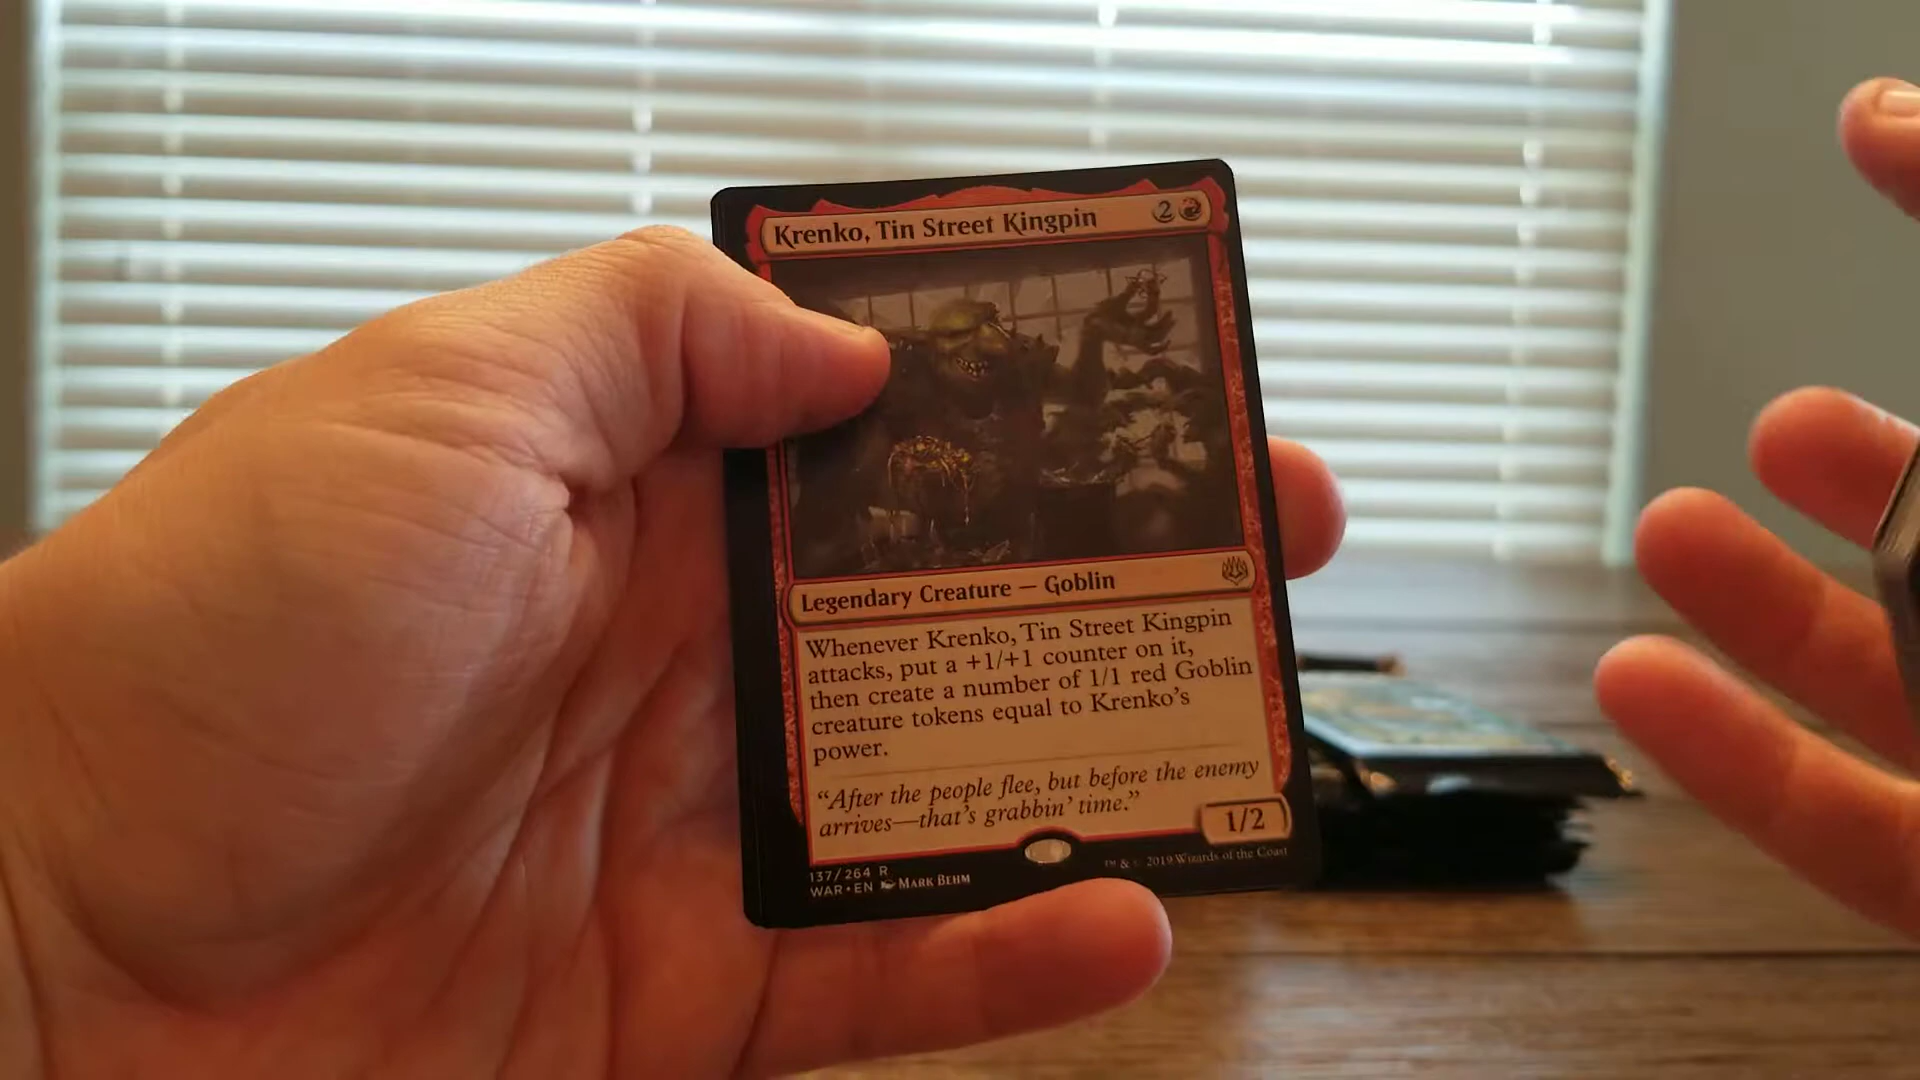 Krenko, Tin Street Kingpin 2
Legendary Creature — Goblin
Whenever Krenko, Tin Street Kingpin
attacks, put a +1/+1 counter on it,
then create a number of 1/1 red Goblin
creature tokens equal to Krenko's
power.
“After the people flee, but before the enemy
arrives—that's grabbin' time.”
1/2
137/264 R
WAR • EN Mark Behm
™ & © 2019 Wizards of the Coast